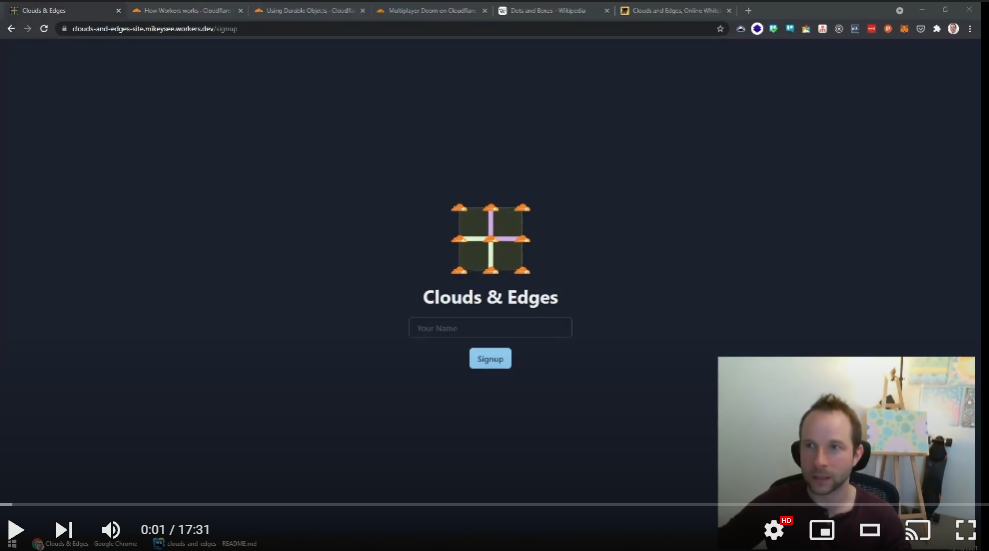 Clouds & Edges
How Workers works · Cloudflare
Using Durable Objects · Cloudfla
Multiplayer Doom on Cloudflare
Dots and Boxes - Wikipedia
Clouds and Edges, Online White
clouds-and-edges-site.mikeysee.workers.dev/signup
Clouds & Edges
Your Name
Signup
0:01 / 17:31
HD
Clouds & Edges - Google Chrome
clouds-and-edges - README.md